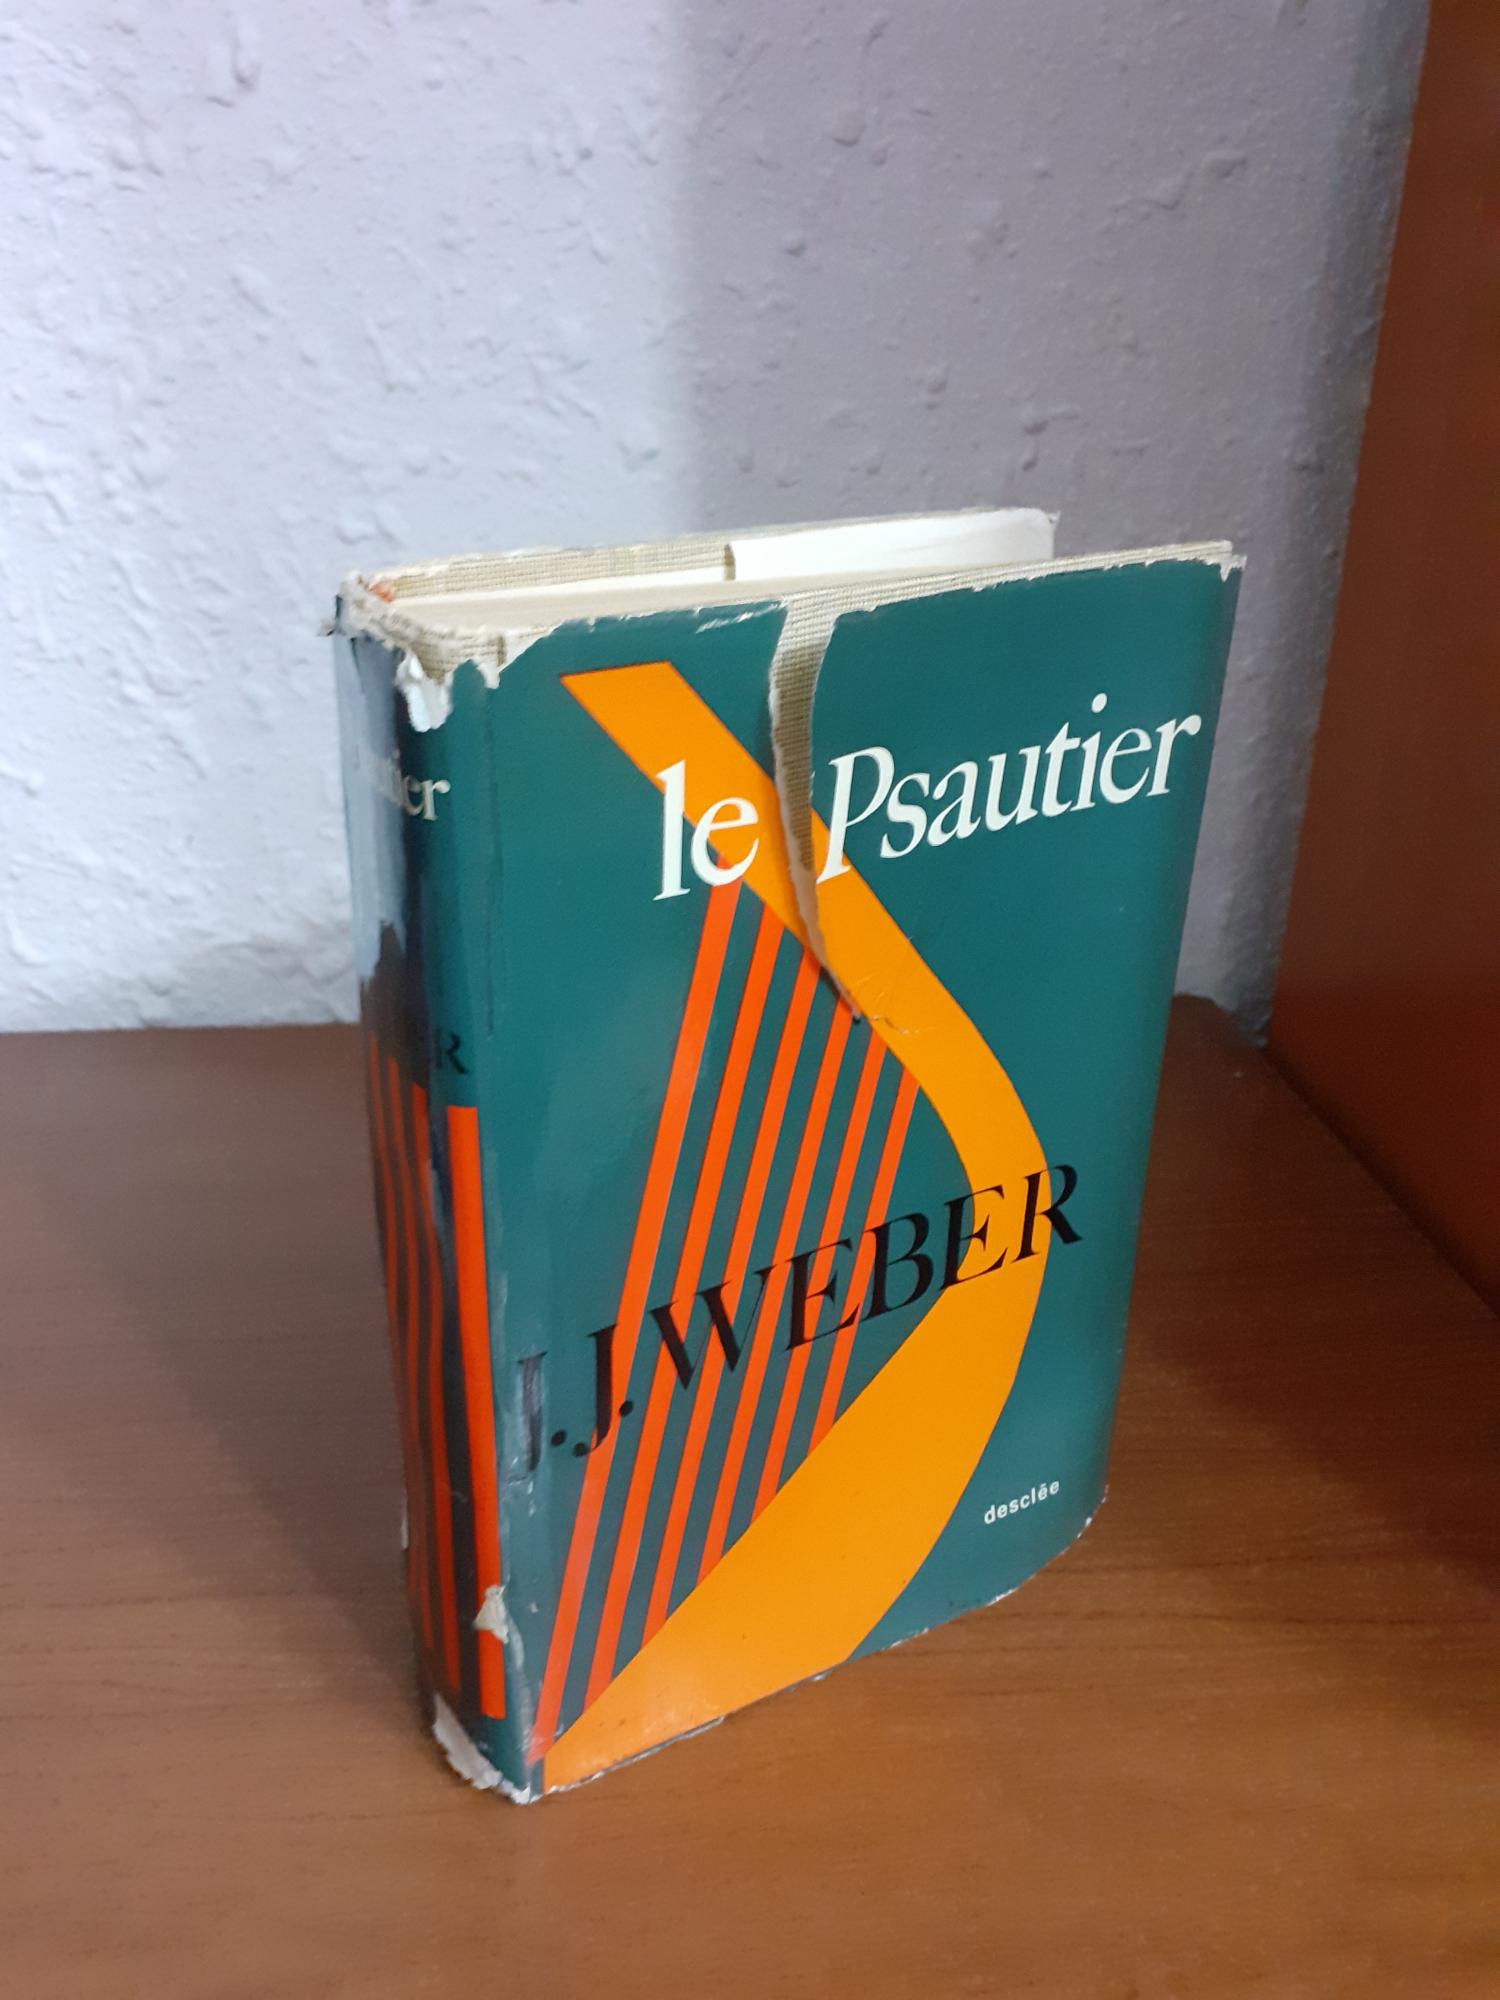 le Psautier
J.J. WEBER
desclée